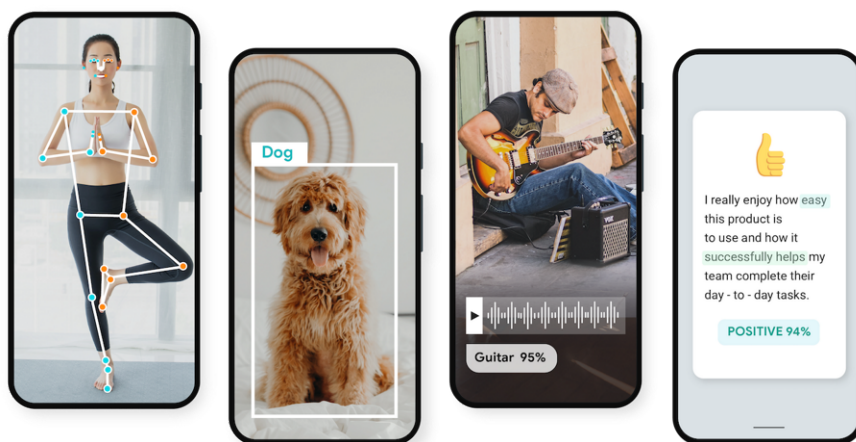 Dog
VOX
Guitar 95%
I really enjoy how easy
this product is
to use and how it
successfully helps my
team complete their
day - to - day tasks.
POSITIVE 94%